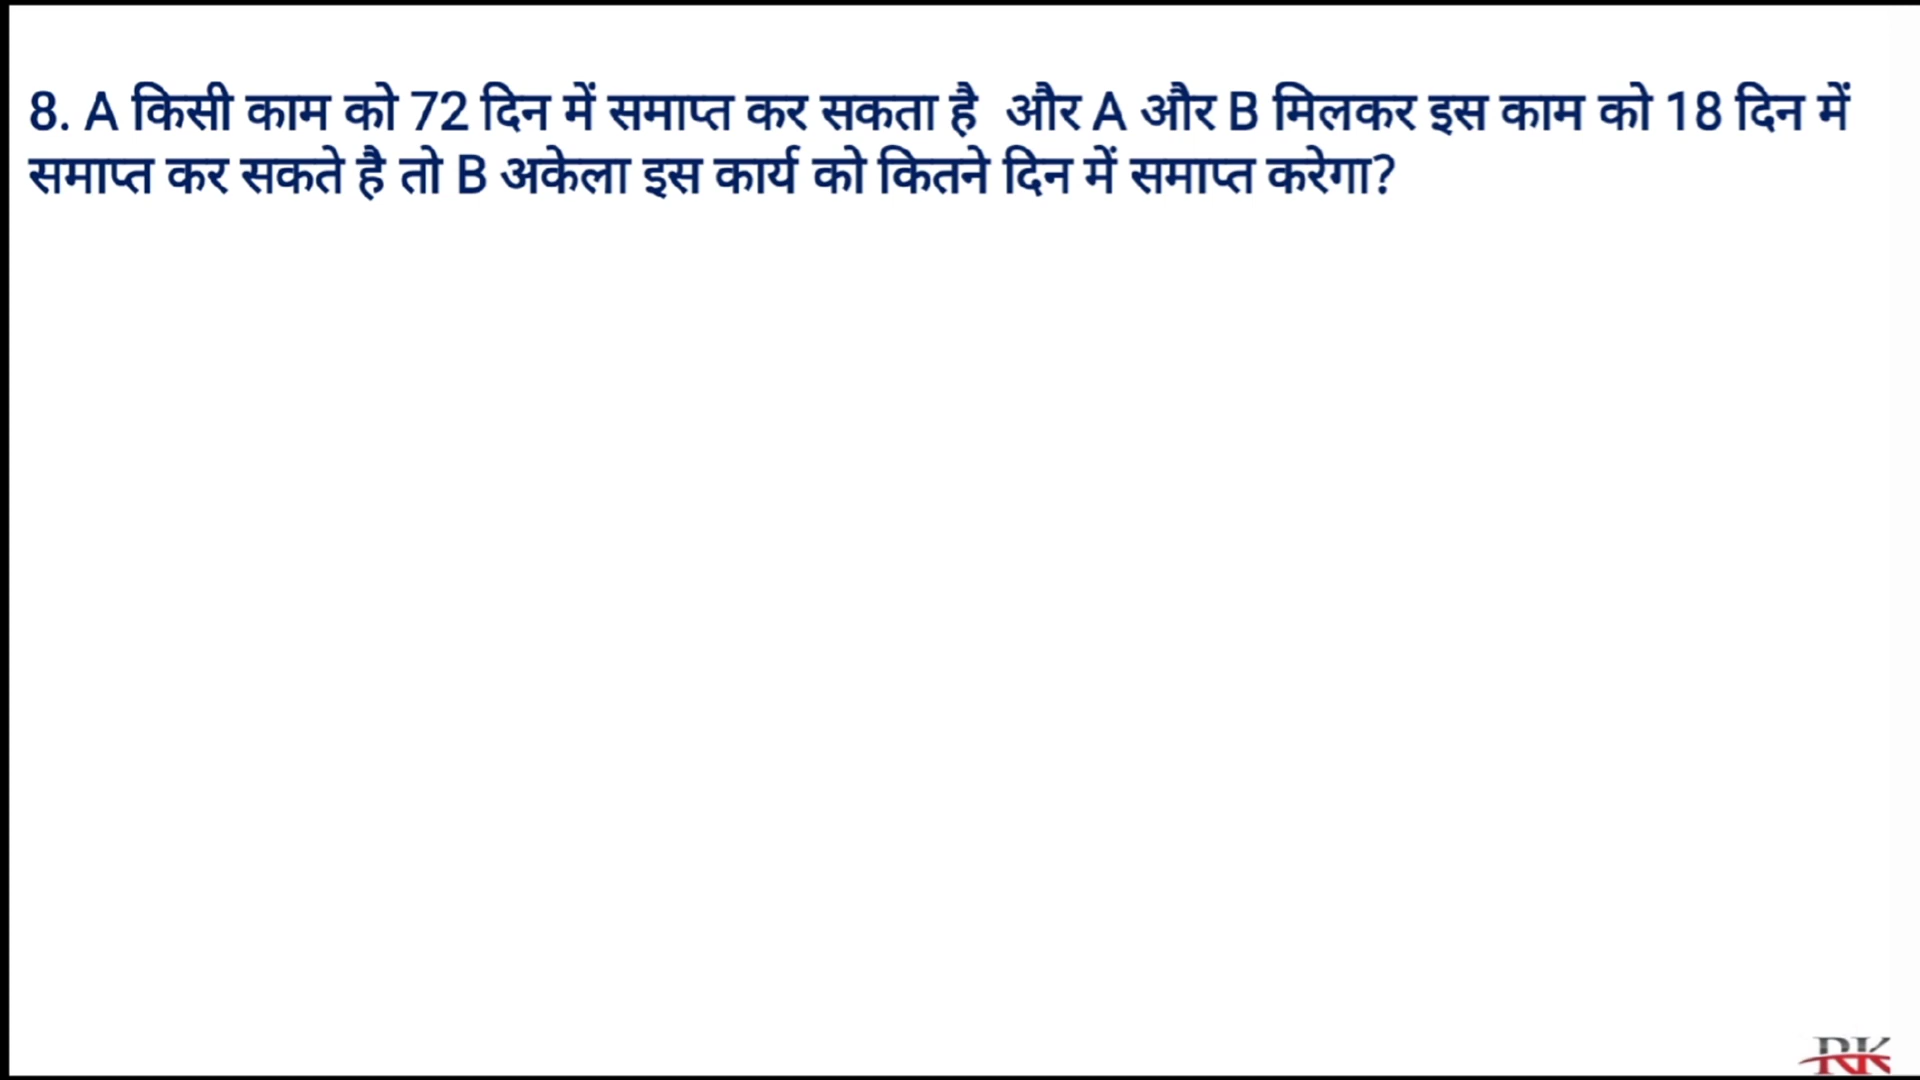 8. A किसी काम को 72 दिन में समाप्त कर सकता है और A और B मिलकर इस काम को 18 दिन में
समाप्त कर सकते है तो B अकेला इस कार्य को कितने दिन में समाप्त करेगा?
RK